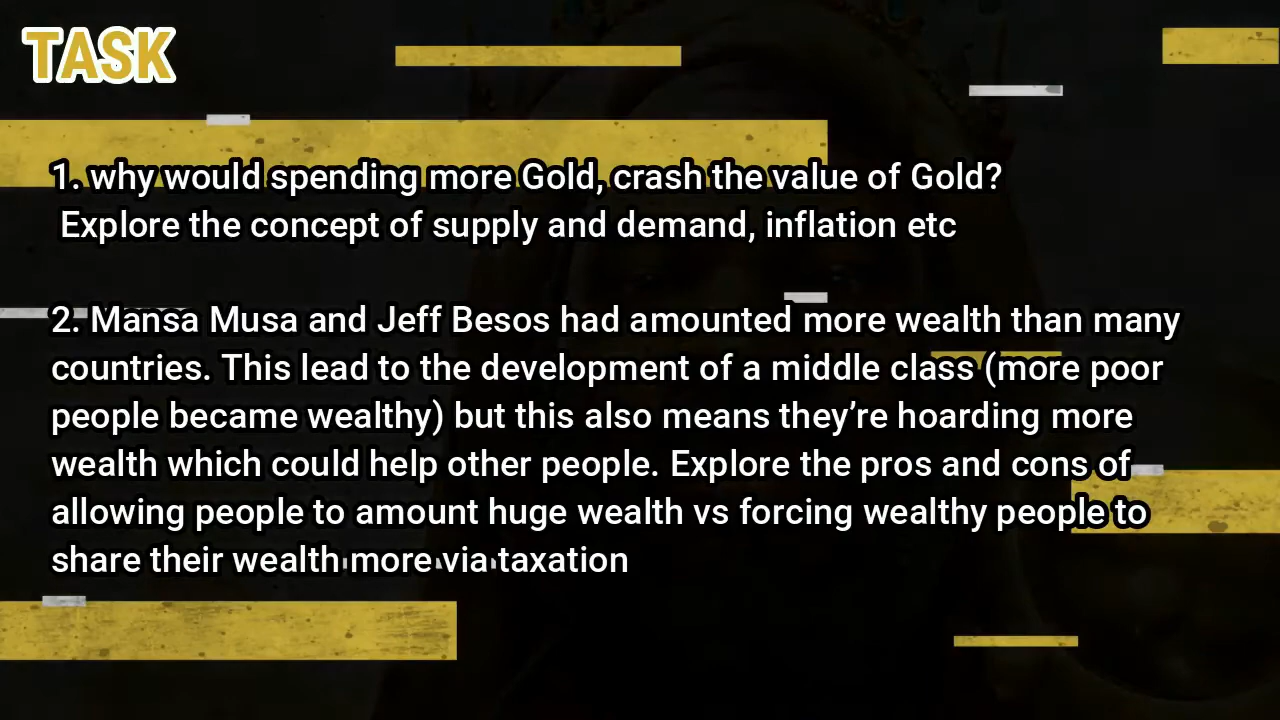 TASK
1. why would spending more Gold, crash the value of Gold?
Explore the concept of supply and demand, inflation etc
2. Mansa Musa and Jeff Besos had amounted more wealth than many
countries. This lead to the development of a middle class (more poor
people became wealthy) but this also means they’re hoarding more
wealth which could help other people. Explore the pros and cons of
allowing people to amount huge wealth vs forcing wealthy people to
share their wealth more via taxation